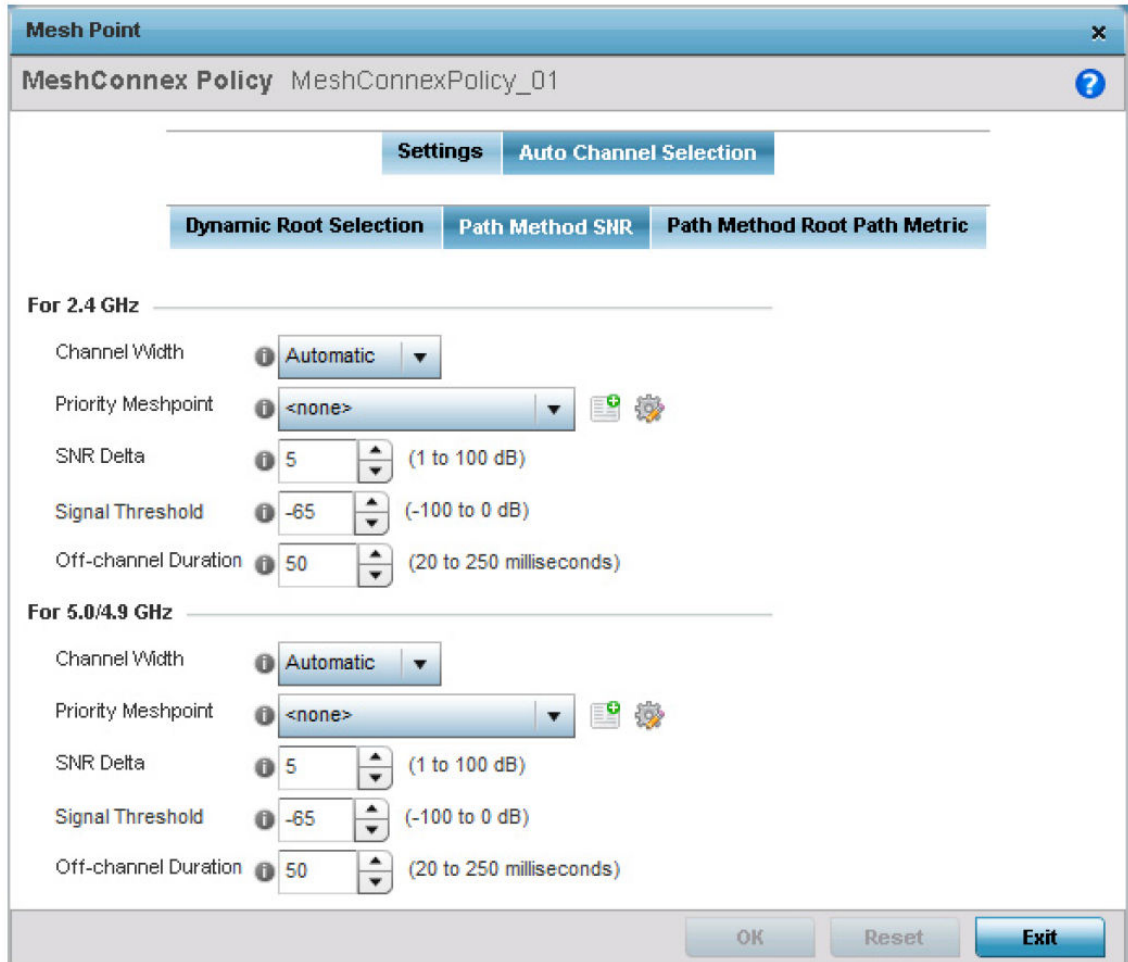 Mesh Point
MeshConnex Policy MeshConnexPolicy_01
Settings Auto Channel Selection
Dynamic Root Selection Path Method SNR Path Method Root Path Metric
For 2.4 GHz
Channel Width Automatic
Priority Meshpoint <none>
SNR Delta 5 (1 to 100 dB)
Signal Threshold -65 (-100 to 0 dB)
Off-channel Duration 50 (20 to 250 milliseconds)
For 5.0/4.9 GHz
Channel Width Automatic
Priority Meshpoint <none>
SNR Delta 5 (1 to 100 dB)
Signal Threshold -65 (-100 to 0 dB)
Off-channel Duration 50 (20 to 250 milliseconds)
OK Reset Exit